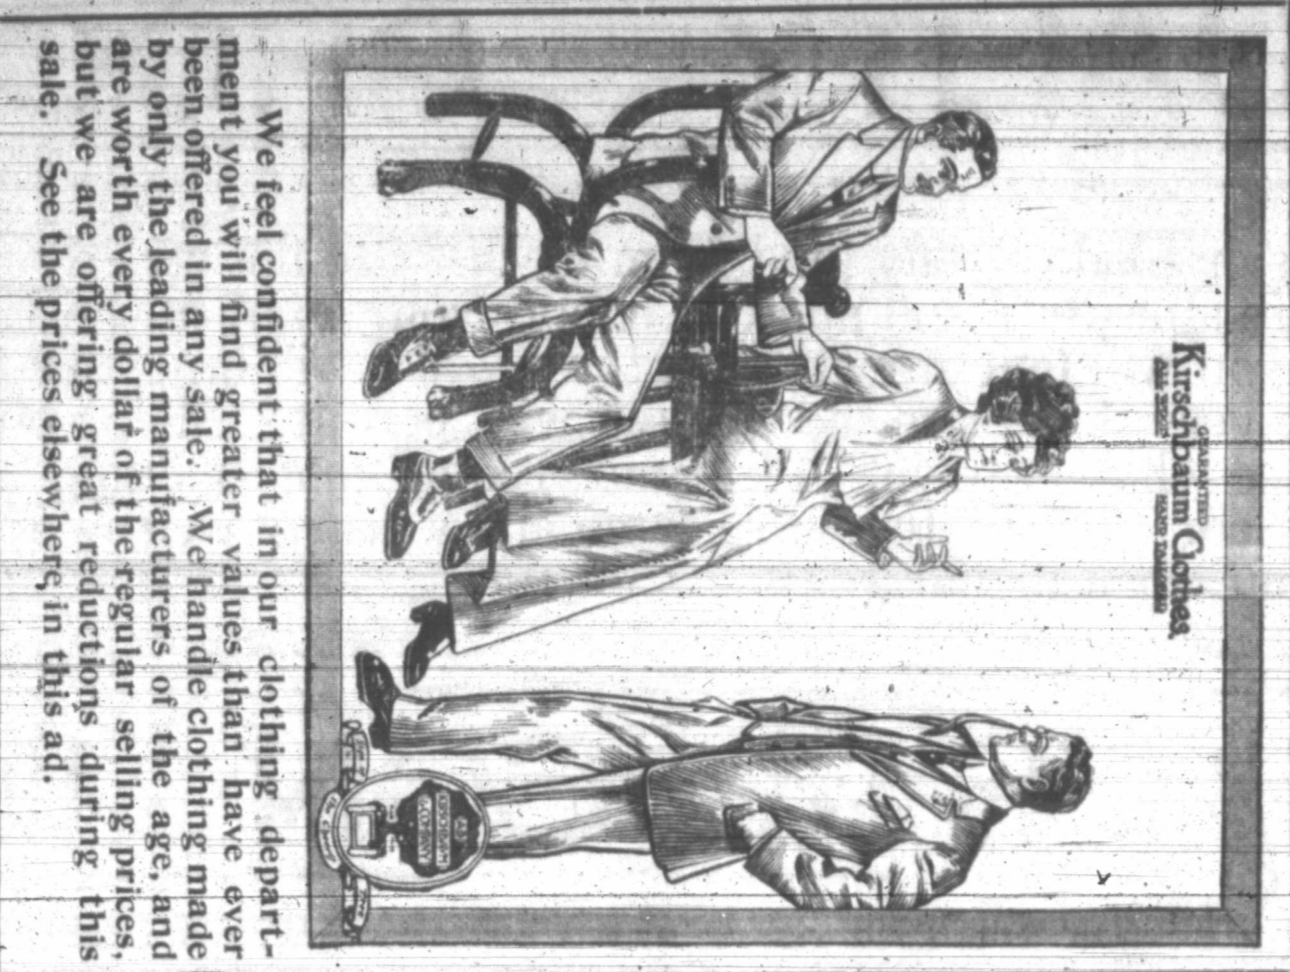 GUARANTEED
Kirschbaum Clothes,
ALL WOOL HAND TAILORED
We feel confident that in our clothing depart-
ment you will find greater values than have ever
been offered in any sale. We handle clothing made
by only the leading manufacturers of the age, and
are worth every dollar of the regular selling prices,
but we are offering great reductions during this
sale. See the prices elsewhere in this ad.